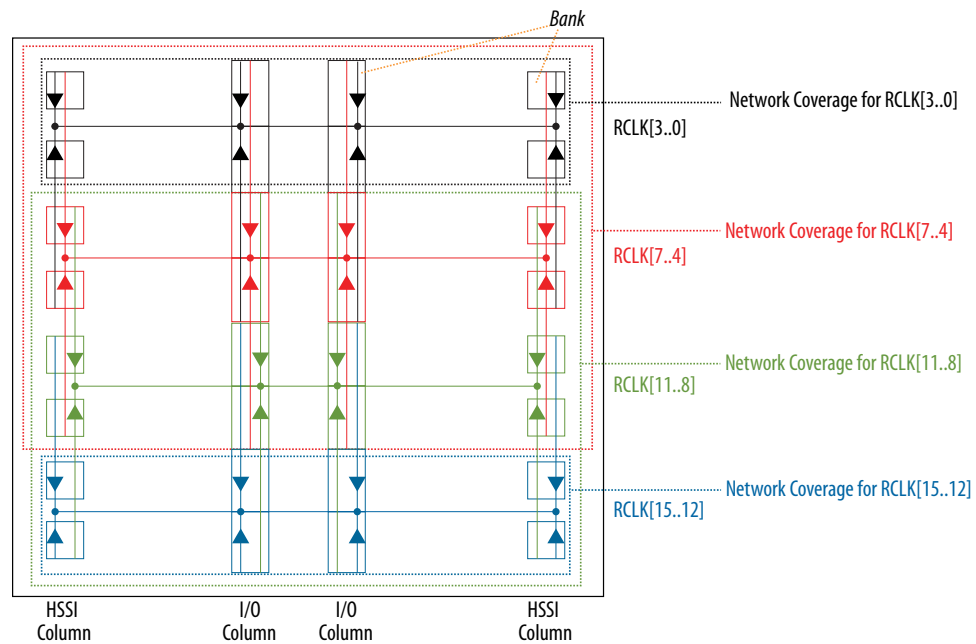 Bank
Network Coverage for RCLK[3..0]
RCLK[3..0]
Network Coverage for RCLK[7..4]
RCLK[7..4]
Network Coverage for RCLK[11..8]
RCLK[11..8]
Network Coverage for RCLK[15..12]
RCLK[15..12]
HSSI
Column
I/O
Column
I/O
Column
HSSI
Column